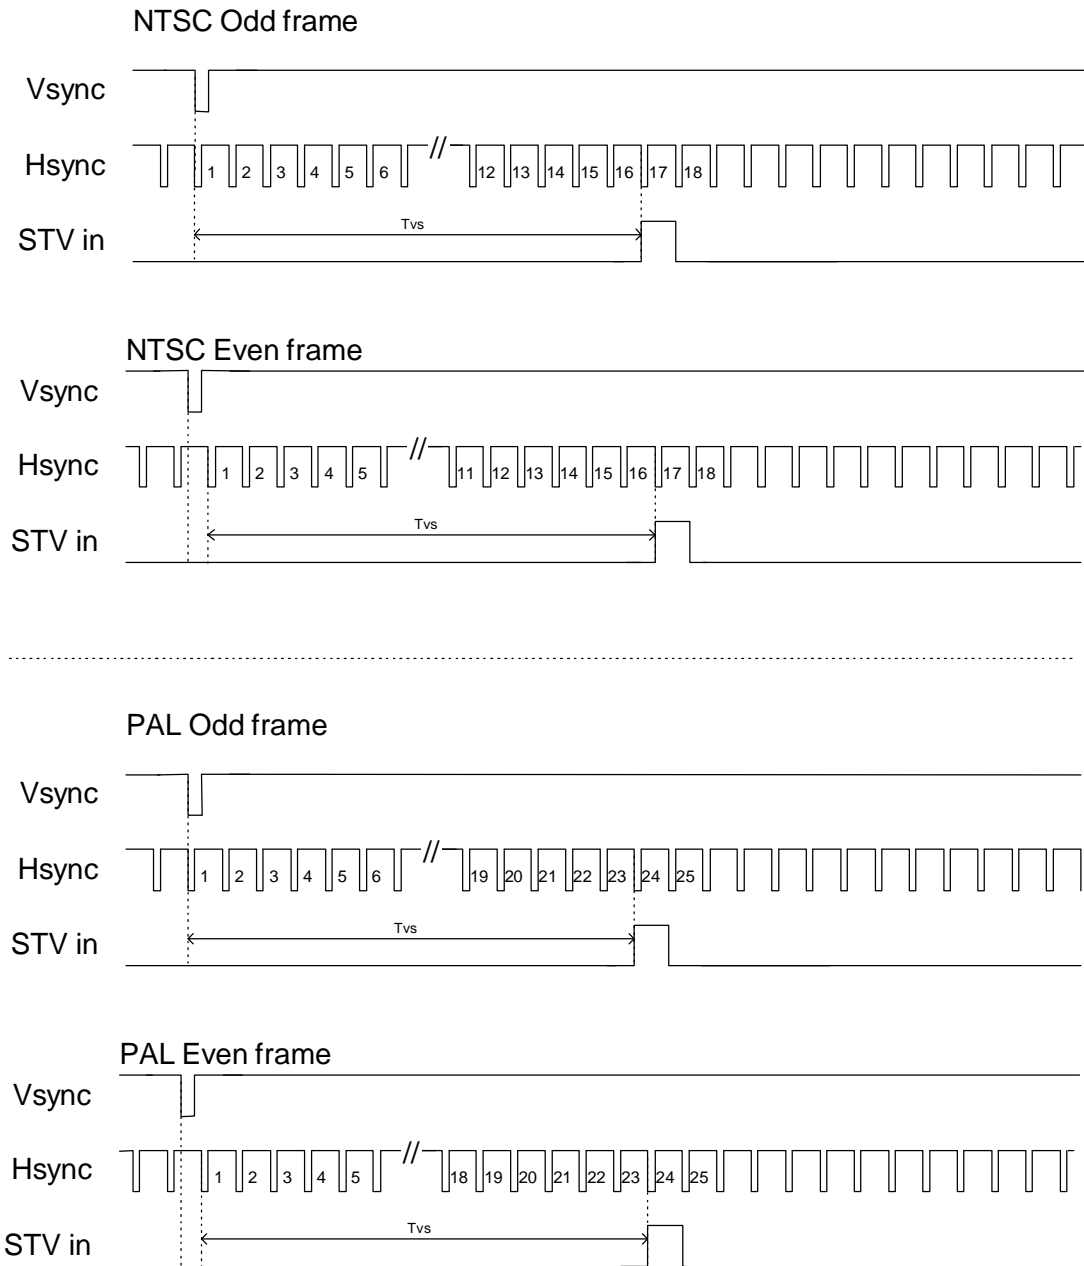 NTSC Odd frame
Vsync
Hsync 1 2 3 4 5 6 // 12 13 14 15 16 17 18
Tvs
STV in
NTSC Even frame
Vsync
Hsync 1 2 3 4 5 // 11 12 13 14 15 16 17 18
Tvs
STV in
PAL Odd frame
Vsync
Hsync 1 2 3 4 5 6 // 19 20 21 22 23 24 25
Tvs
STV in
PAL Even frame
Vsync
Hsync 1 2 3 4 5 // 18 19 20 21 22 23 24 25
Tvs
STV in